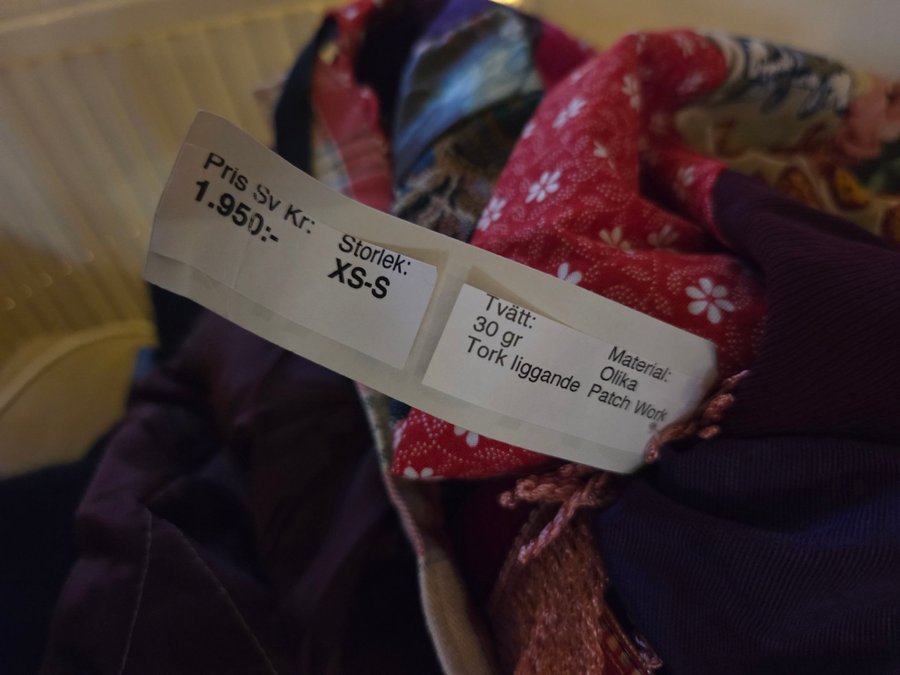 Pris Sv Kr:
1.950:-
Storlek:
XS-S
Tvätt:
30 gr
Tork liggande
Material:
Olika
Patch Work